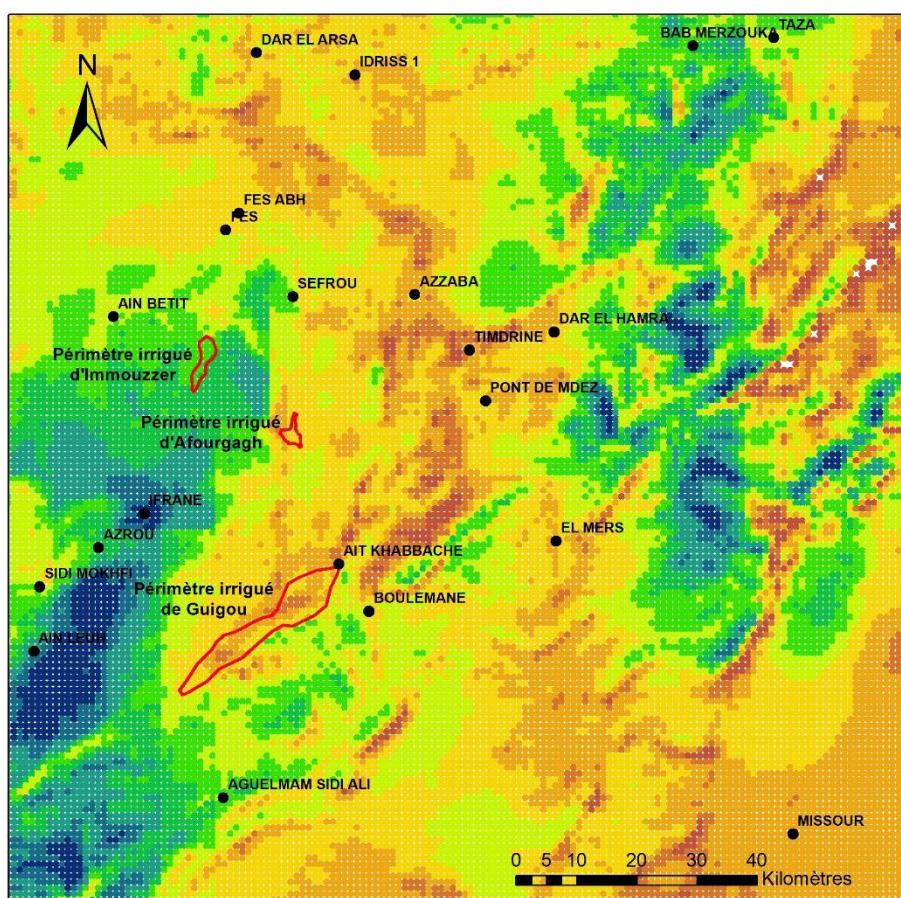 TAZA
BAB MERZOUKA
DAR EL ARSA
IDRISS 1
N
FES ABH
FES
SEFROU
AZZABA
AIN BETIT
DAR EL HAMRA
TIMDRINE
Périmètre irrigué
d'Immouzzer
PONT DE MDEZ
Périmètre irrigué
d'Afourgagh
IFRANE
EL MERS
AZROU
AIT KHABBACHE
SIDI MOKHFI
Périmètre irrigué
de Guigou
BOULEMANE
AIN LEUH
AGUELMAM SIDI ALI
MISSOUR
0 5 10 20 30 40
Kilomètres